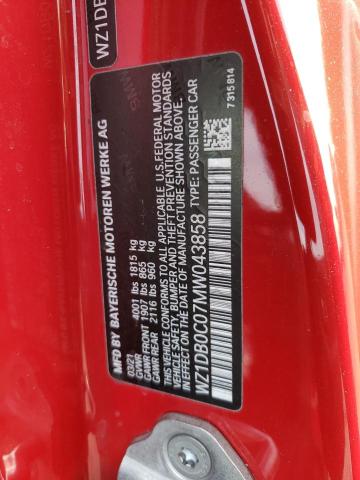 WZ1DB
MFD BY BAYERISCHE MOTOREN WERKE AG
03/21
GVWR 4001 lbs 1815 kg
GAWR FRONT 1907 lbs 865 kg
GAWR REAR 2116 lbs 960 kg
THIS VEHICLE CONFORMS TO ALL APPLICABLE U.S. FEDERAL MOTOR
VEHICLE SAFETY, BUMPER AND THEFT PREVENTION STANDARDS
IN EFFECT ON THE DATE OF MANUFACTURE SHOWN ABOVE.
WZ1DB0C07MW043858 TYPE: PASSENGER CAR
7315814